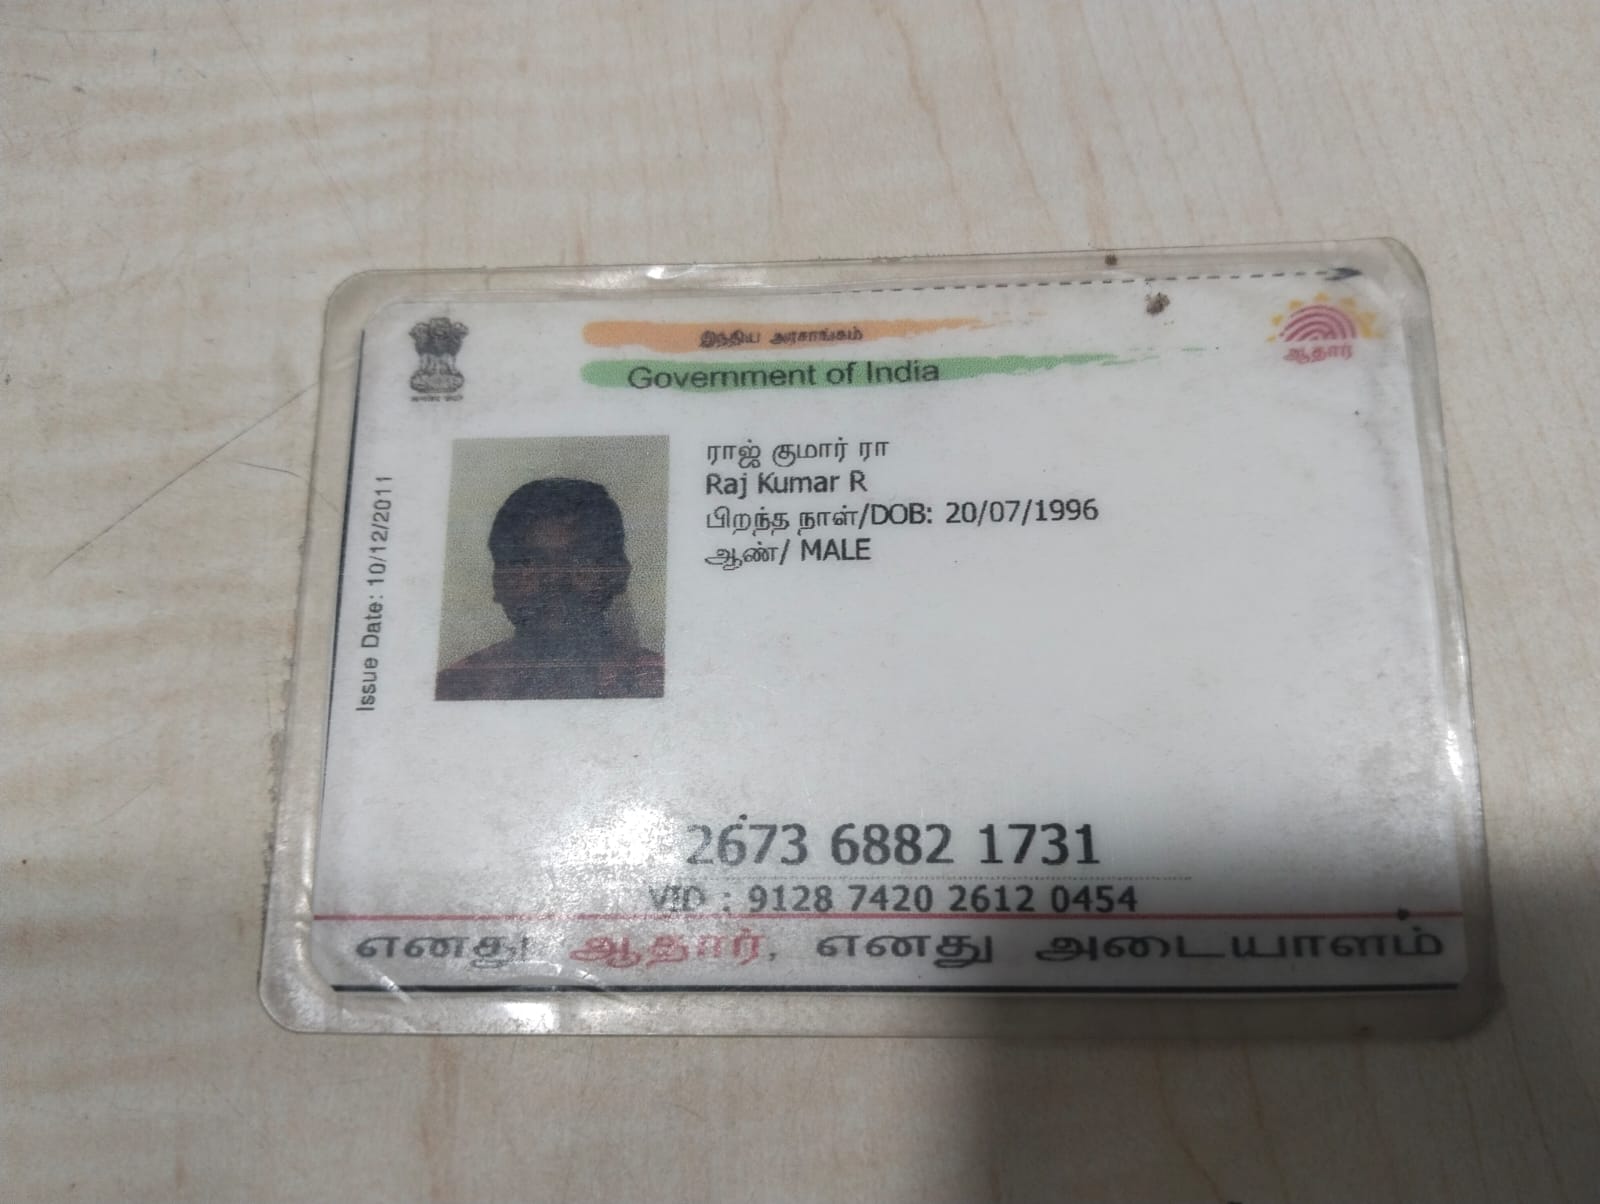 இந்திய அரசாங்கம்
Government of India
ஆதார்
Issue Date: 10/12/2011
ராஜ் குமார் ரா
Raj Kumar R
பிறந்த நாள்/DOB: 20/07/1996
ஆண்/ MALE
2673 6882 1731
VID : 9128 7420 2612 0454
எனது ஆதார், எனது அடையாளம்